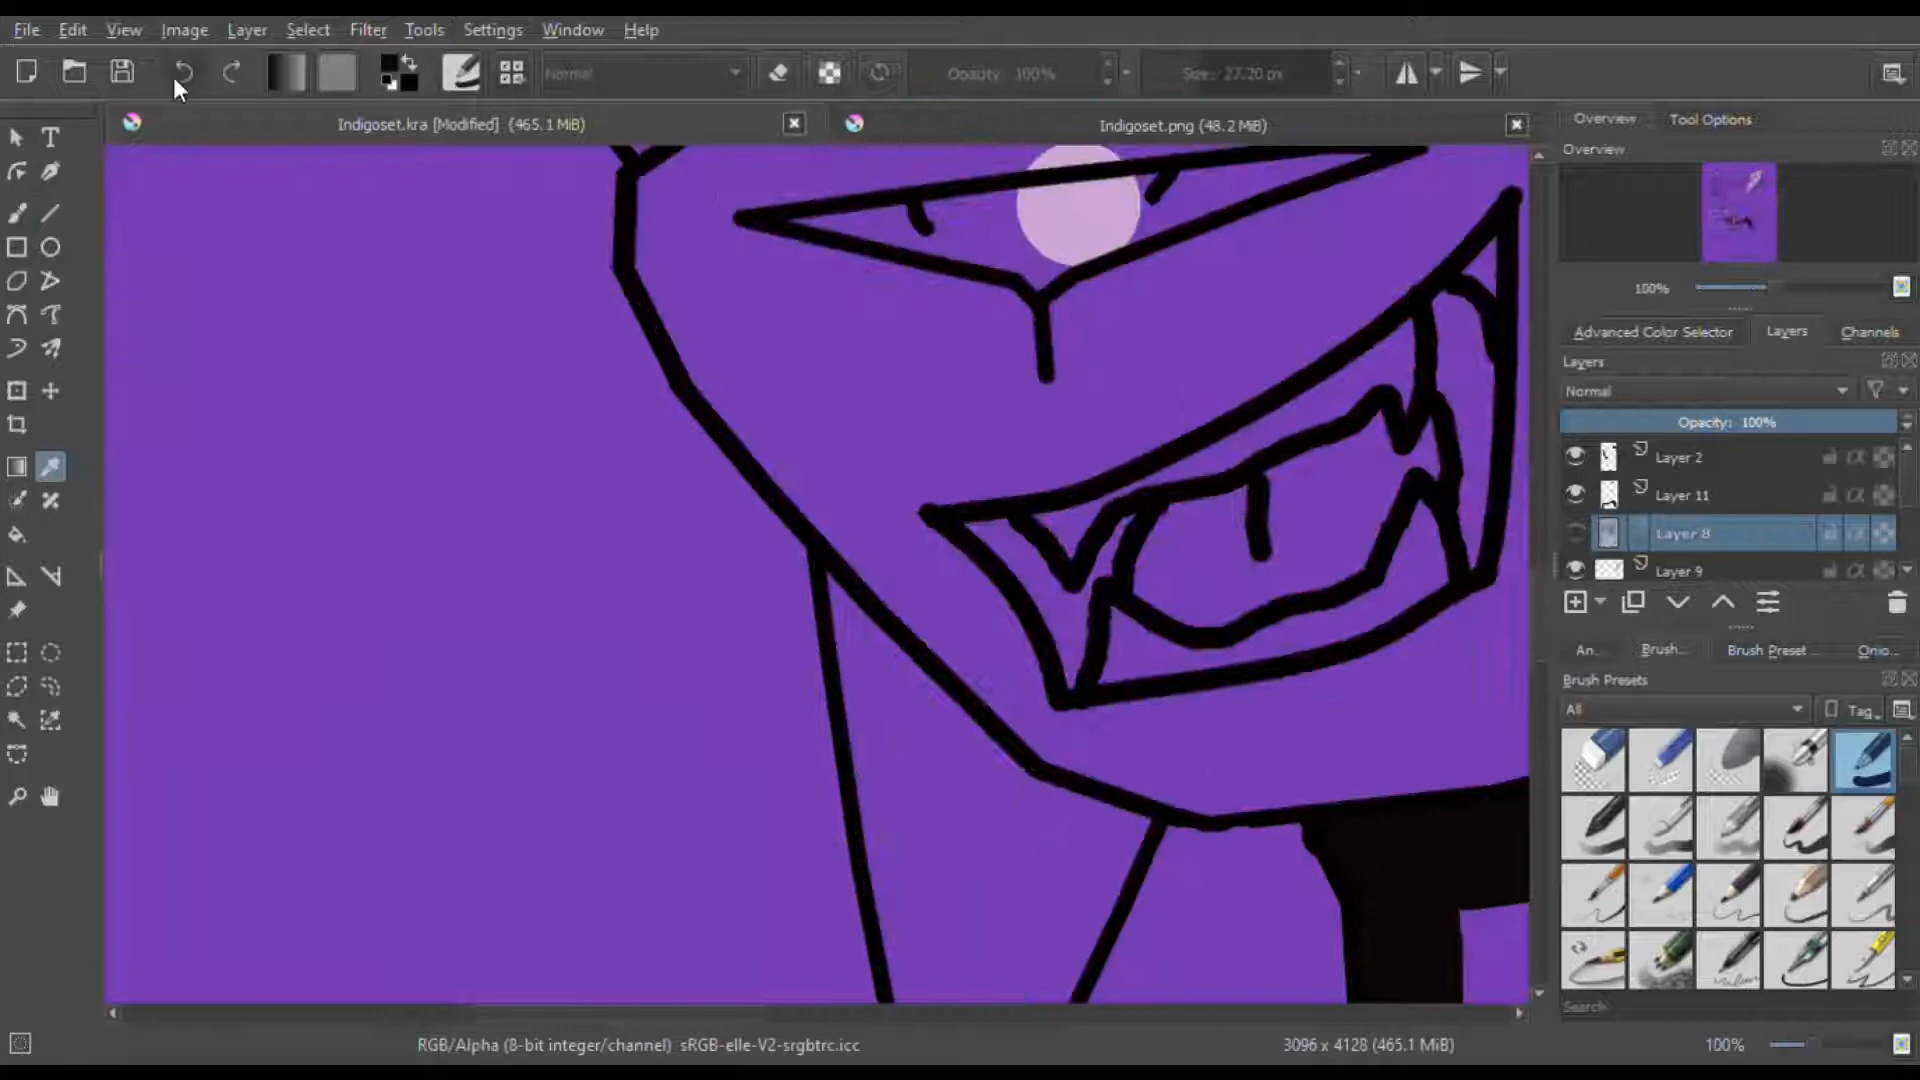 File Edit View Image Layer Select Filter Tools Settings Window Help
Normal Opacity: 100% Size: 27.20 px
Indigoset.kra [Modified] (465.1 MiB) Indigoset.png (48.2 MiB)
Overview Tool Options
Overview
100%
Advanced Color Selector Layers Channels
Layers
Normal
Opacity: 100%
Layer 2
Layer 11
Layer 8
Layer 9
An... Brush... Brush Preset ... Onio...
Brush Presets
All Tag
Search
RGB/Alpha (8-bit integer/channel) sRGB-elle-V2-srgbtrc.icc 3096 x 4128 (465.1 MiB) 100%